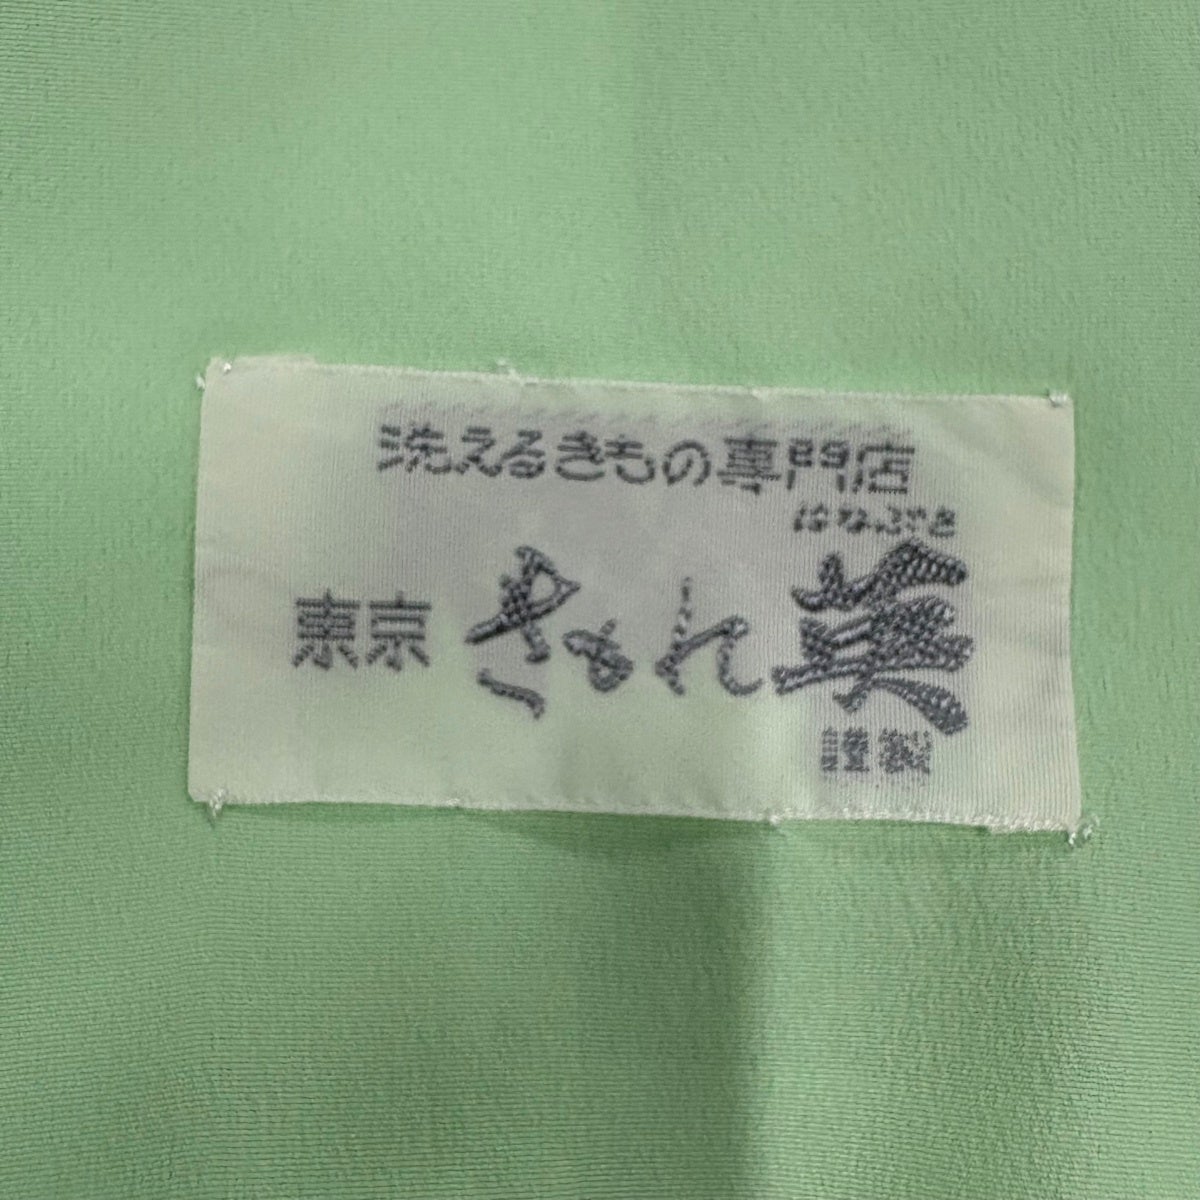 洗えるきもの専門店
はなぶさ
東京 きもの英
謹製